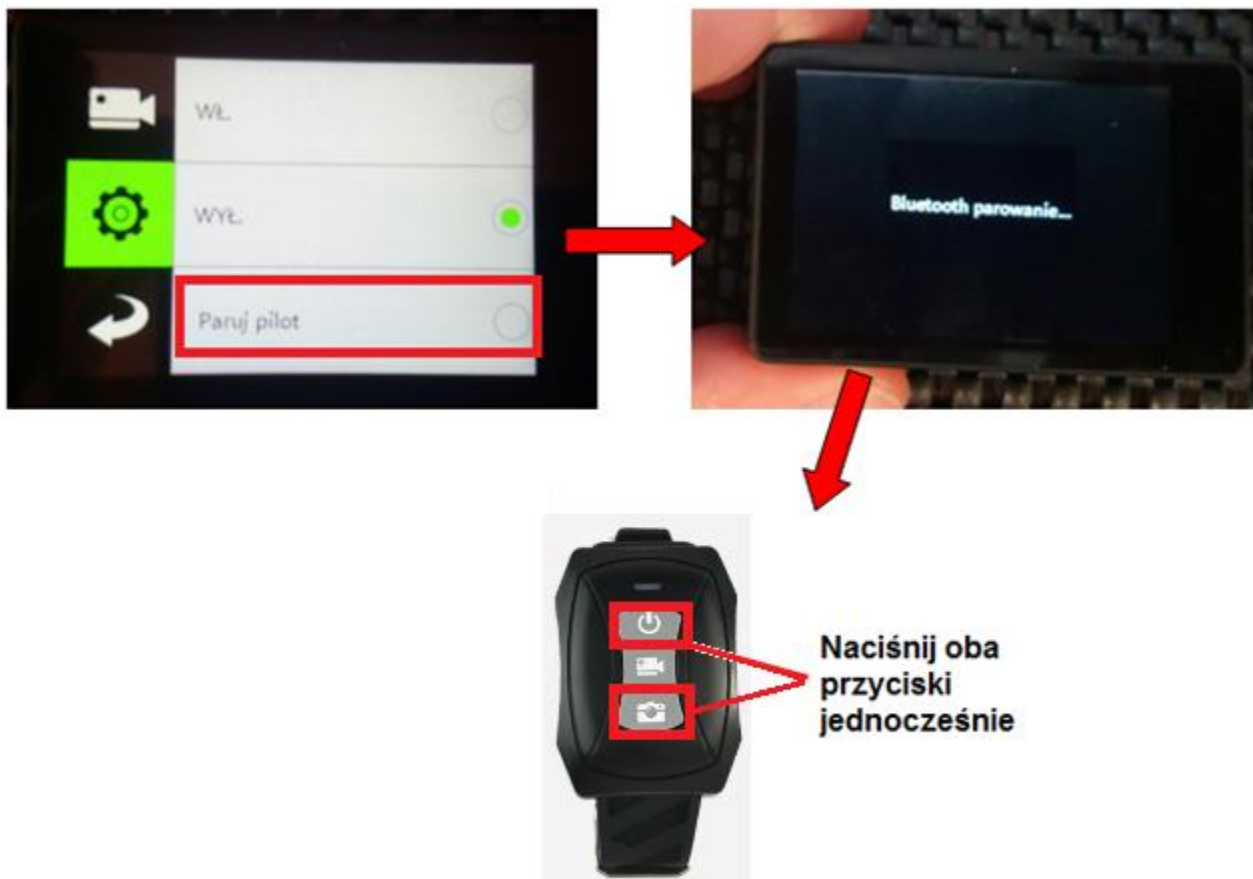 WŁ.
WYŁ.
Paruj pilot
Bluetooth parowanie...
Naciśnij oba
przyciski
jednocześnie